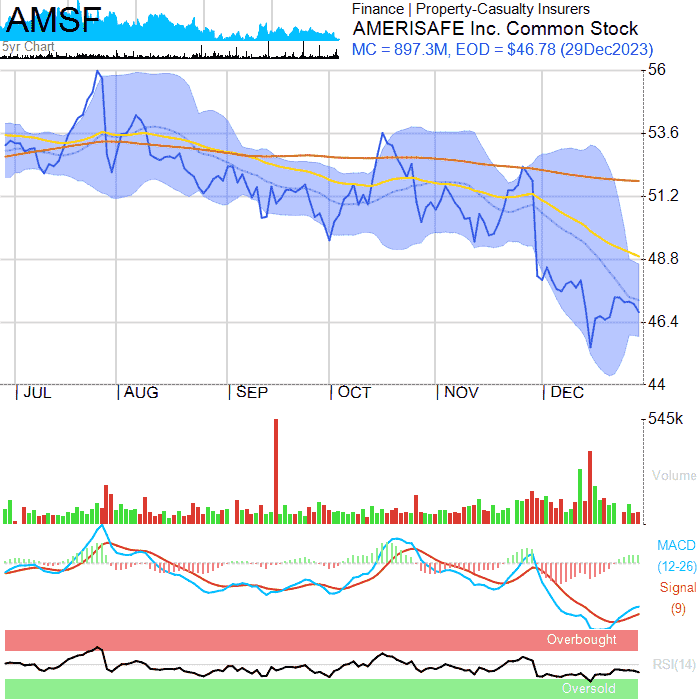 AMSF
5yr Chart
Finance | Property-Casualty Insurers
AMERISAFE Inc. Common Stock
MC = 897.3M, EOD = $46.78 (29Dec2023)
56
53.6
51.2
48.8
46.4
44
| JUL | AUG | SEP | OCT | NOV | DEC
545k
Volume
MACD
(12-26)
Signal
(9)
Overbought
RSI(14)
Oversold